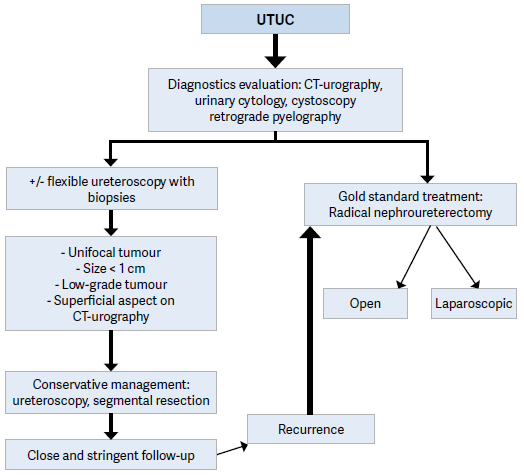 UTUC
Diagnostics evaluation: CT-urography,
urinary cytology, cystoscopy
retrograde pyelography
+/- flexible ureteroscopy with
biopsies
Gold standard treatment:
Radical nephroureterectomy
- Unifocal tumour
- Size < 1 cm
- Low-grade tumour
- Superficial aspect on
CT-urography
Open
Laparoscopic
Conservative management:
ureteroscopy, segmental resection
Recurrence
Close and stringent follow-up